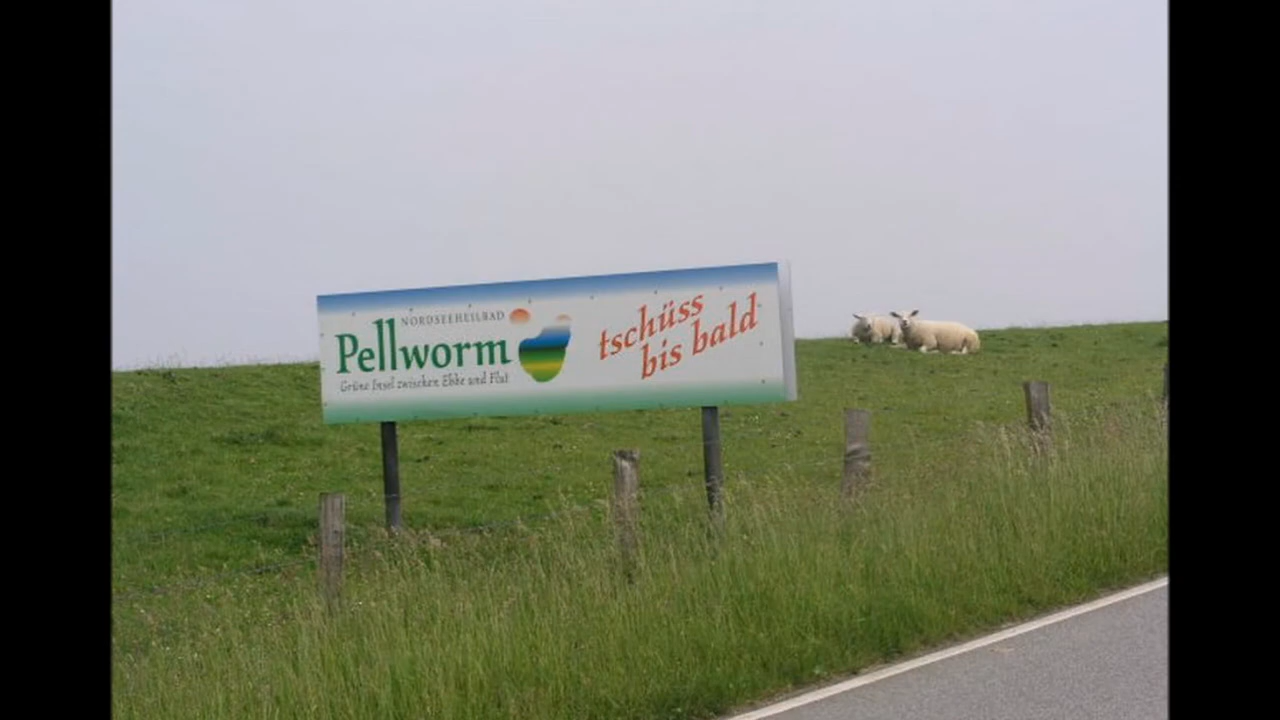 NORDSEEHEILBAD
Pellworm
Grüne Insel zwischen Ebbe und Flut
tschüss
bis bald